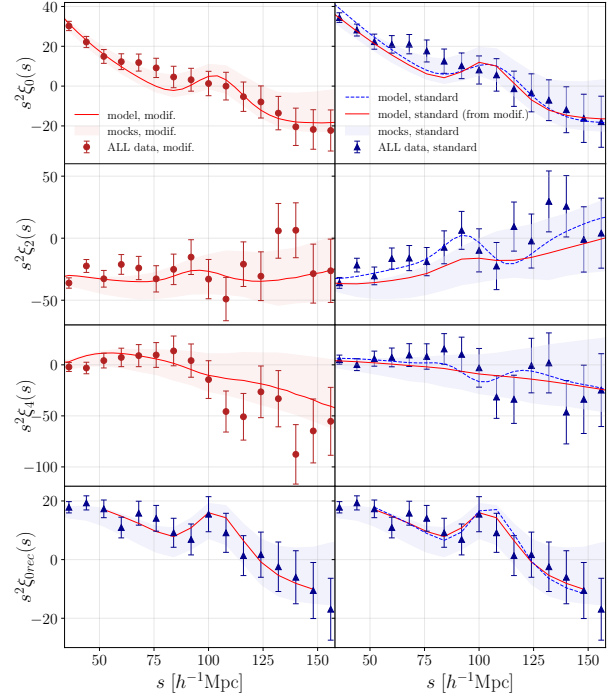 s²ξ₀(s)
40
20
0
−20
model, modif.
mocks, modif.
ALL data, modif.
model, standard
model, standard (from modif.)
mocks, standard
ALL data, standard
s²ξ₂(s)
50
0
−50
s²ξ₄(s)
0
−50
−100
s²ξ₀rec(s)
20
0
−20
50 75 100 125 150
50 75 100 125 150
s [h⁻¹Mpc]
s [h⁻¹Mpc]